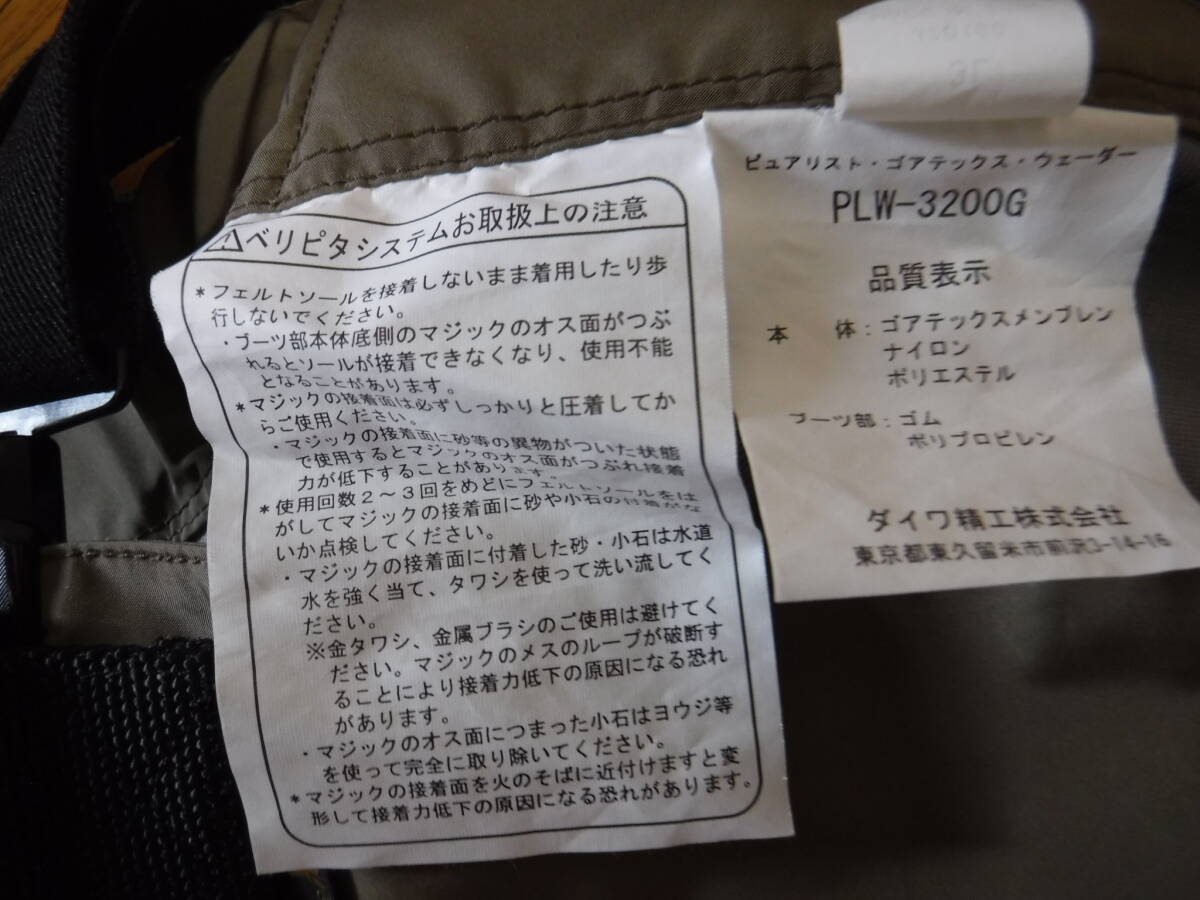 ⚠ベリピタシステムお取扱上の注意
*フェルトソールを接着しないまま着用したり歩
行しないでください。
・ブーツ部本体底側のマジックのオス面がつぶ
れるとソールが接着できなくなり、使用不能
となることがあります。
*マジックの接着面は必ずしっかりと圧着してか
らご使用ください。
・マジックの接着面に砂等の異物がついた状態
で使用するとマジックのオス面がつぶれ接着
力が低下することがあります。
*使用回数2〜3回をめどにフェルトソールをは
がしてマジックの接着面に砂や小石の付着がな
いか点検してください。
・マジックの接着面に付着した砂・小石は水道
水を強く当て、タワシを使って洗い流してく
ださい。
※金タワシ、金属ブラシのご使用は避けてく
ださい。マジックのメスのループが破断す
ることにより接着力低下の原因になる恐れ
があります。
・マジックのオス面につまった小石はヨウジ等
を使って完全に取り除いてください。
*マジックの接着面を火のそばに近付けますと変
形して接着力低下の原因になる恐れがあります。
ピュアリスト・ゴアテックス・ウェーダー
PLW-3200G
品質表示
本 体：ゴアテックスメンブレン
ナイロン
ポリエステル
ブーツ部：ゴム
ポリプロピレン
ダイワ精工株式会社
東京都東久留米市前沢3-14-16